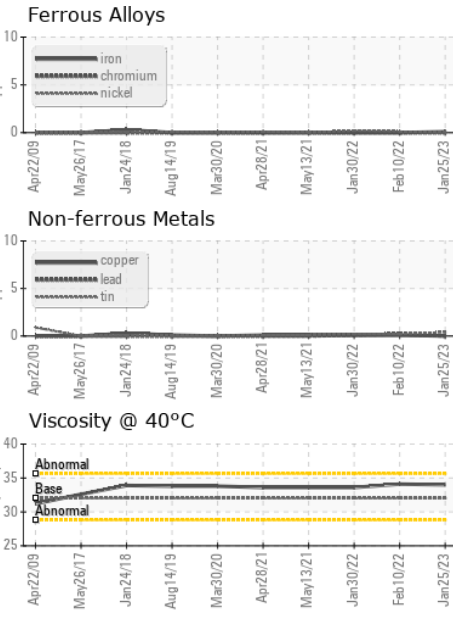 Ferrous Alloys
10
5
0
iron
chromium
nickel
Apr22/09
May26/17
Jan24/18
Aug14/19
Mar30/20
Apr28/21
May13/21
Jan30/22
Feb10/22
Jan25/23
Non-ferrous Metals
10
5
0
copper
lead
tin
Apr22/09
May26/17
Jan24/18
Aug14/19
Mar30/20
Apr28/21
May13/21
Jan30/22
Feb10/22
Jan25/23
Viscosity @ 40°C
40
35
30
25
Abnormal
Base
Abnormal
Apr22/09
May26/17
Jan24/18
Aug14/19
Mar30/20
Apr28/21
May13/21
Jan30/22
Feb10/22
Jan25/23